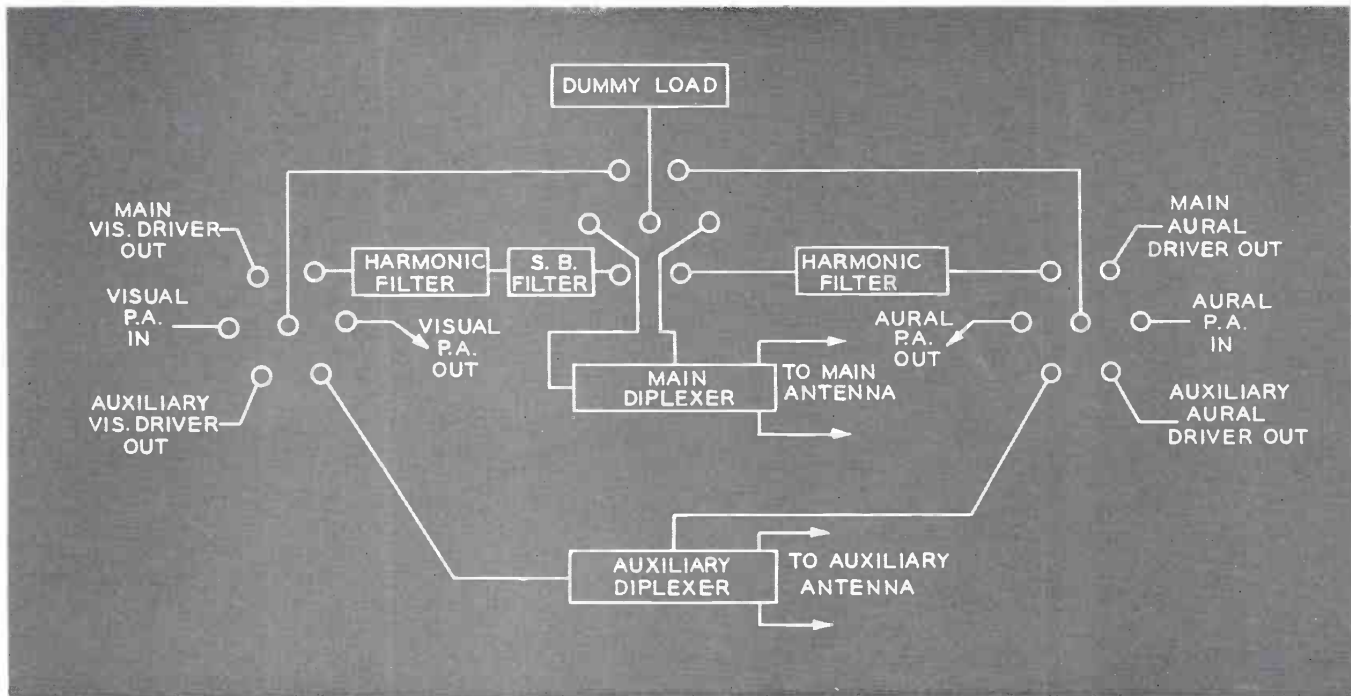 DUMMY LOAD
MAIN
VIS. DRIVER
OUT
VISUAL
P.A.
IN
AUXILIARY
VIS. DRIVER
OUT
HARMONIC
FILTER
S. B.
FILTER
VISUAL
P.A.
OUT
HARMONIC
FILTER
AURAL
P.A.
OUT
MAIN
AURAL
DRIVER OUT
AURAL
P.A.
IN
AUXILIARY
AURAL
DRIVER OUT
MAIN
DIPLEXER
TO MAIN
ANTENNA
AUXILIARY
DIPLEXER
TO AUXILIARY
ANTENNA